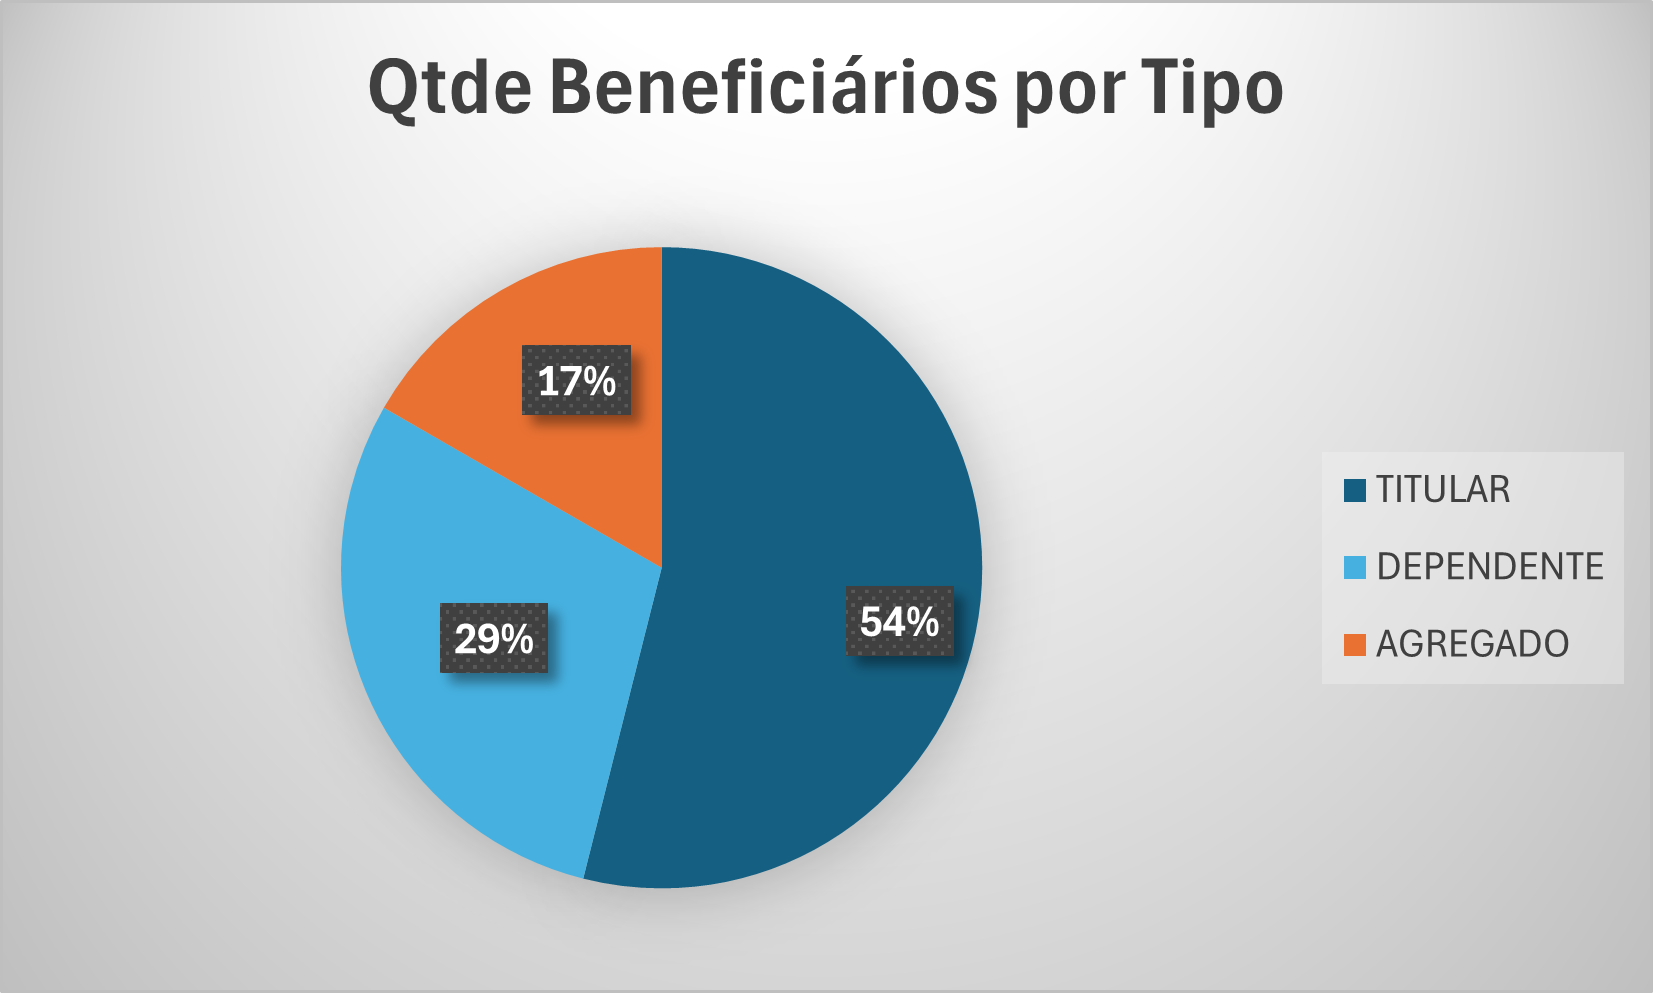 Qtde Beneficiários por Tipo
17%
54%
29%
TITULAR
DEPENDENTE
AGREGADO